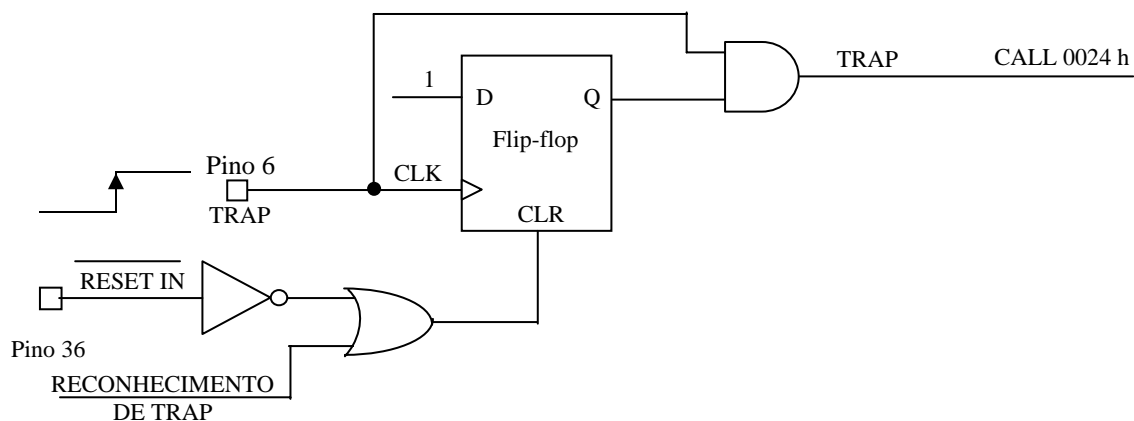 TRAP
CALL 0024 h
1
D
Q
Flip-flop
Pino 6
CLK
TRAP
CLR
RESET IN
Pino 36
RECONHECIMENTO
DE TRAP